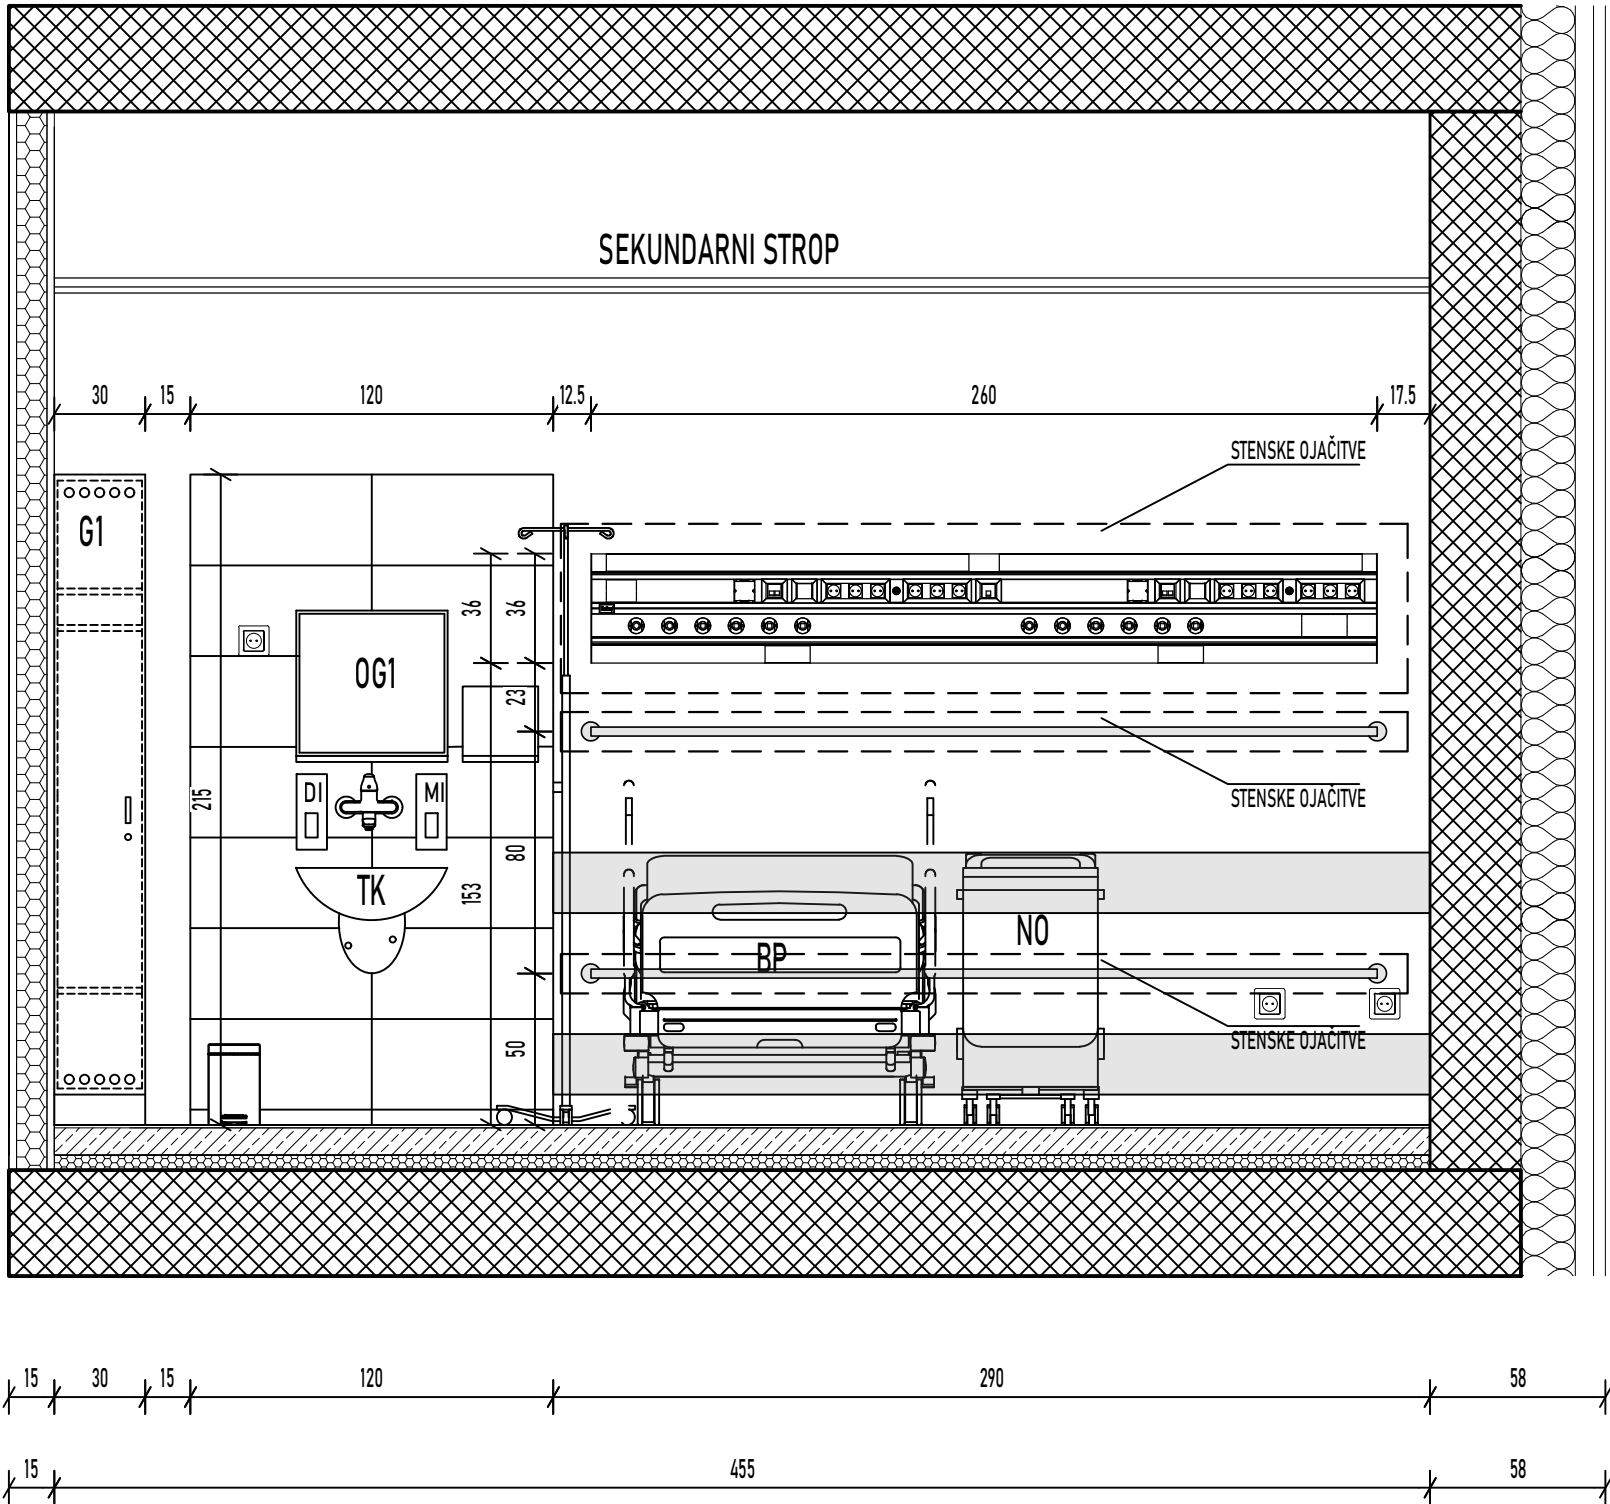 SEKUNDARNI STROP
30 15 120 12.5 260 17.5
STENSKE OJAČITVE
G1
36
36
OG1
23
215
DI
MI
STENSKE OJAČITVE
80
153
TK
NO
BP
50
STENSKE OJAČITVE
15 30 15 120 290 58
15 455 58